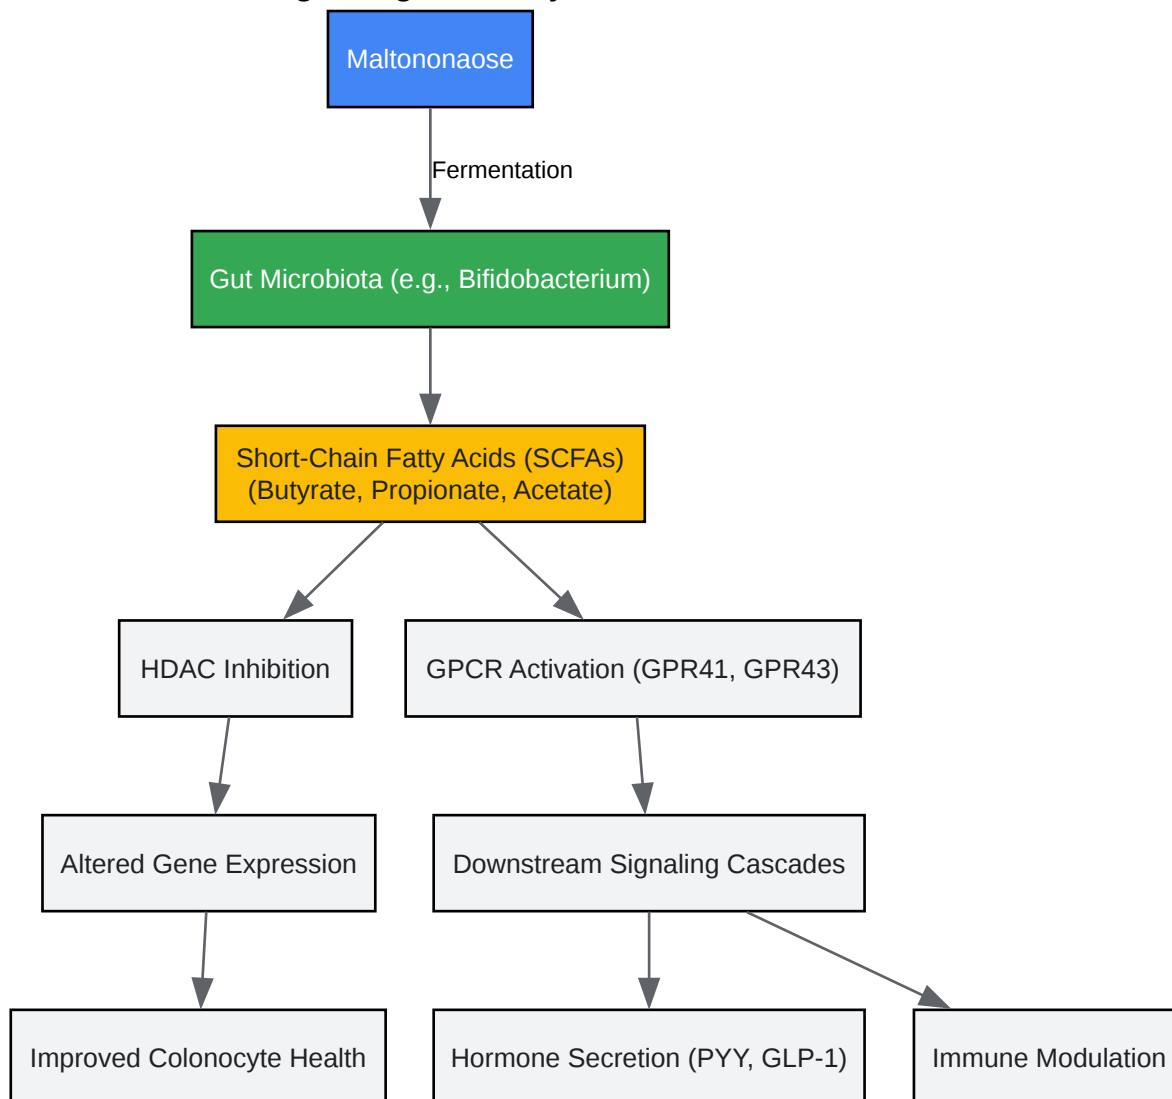 Maltononaose
Fermentation
Gut Microbiota (e.g., Bifidobacterium)
Short-Chain Fatty Acids (SCFAs)
(Butyrate, Propionate, Acetate)
HDAC Inhibition
GPCR Activation (GPR41, GPR43)
Altered Gene Expression
Downstream Signaling Cascades
Improved Colonocyte Health
Hormone Secretion (PYY, GLP-1)
Immune Modulation